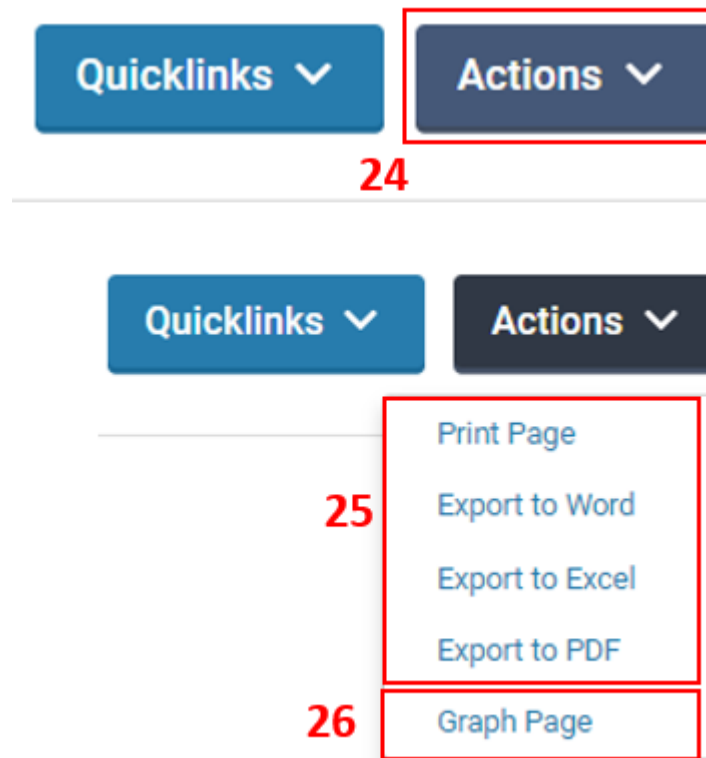 Quicklinks Actions
24
Quicklinks Actions
Print Page
25 Export to Word
Export to Excel
Export to PDF
26 Graph Page